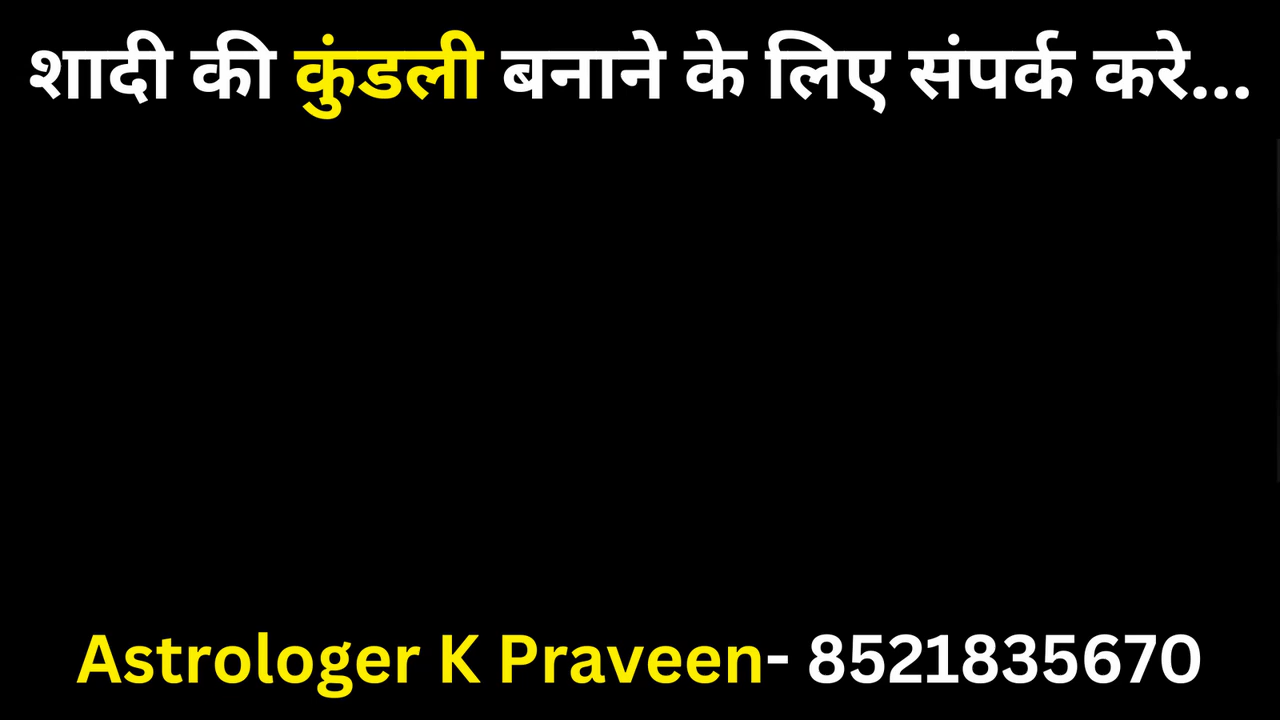 शादी की कुंडली बनाने के लिए संपर्क करे...
Astrologer K Praveen- 8521835670